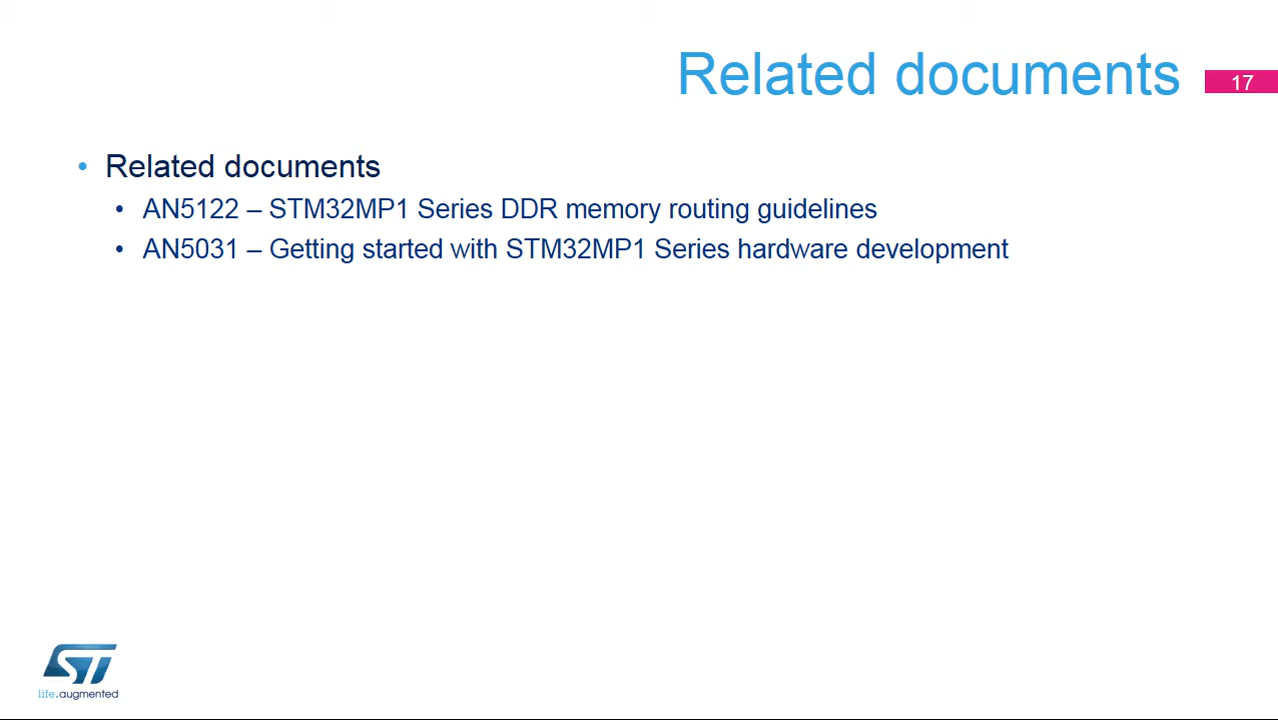 Related documents
17
• Related documents
• AN5122 – STM32MP1 Series DDR memory routing guidelines
• AN5031 – Getting started with STM32MP1 Series hardware development
ST
life.augmented